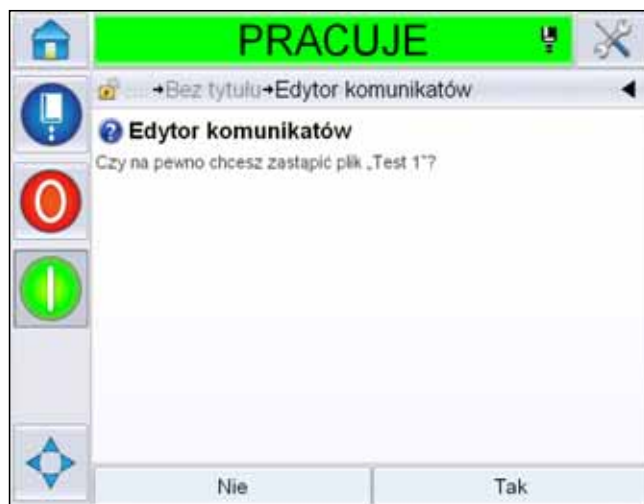 PRACUJE
→Bez tytułu→Edytor komunikatów
Edytor komunikatów
Czy na pewno chcesz zastąpić plik „Test 1”?
Nie
Tak